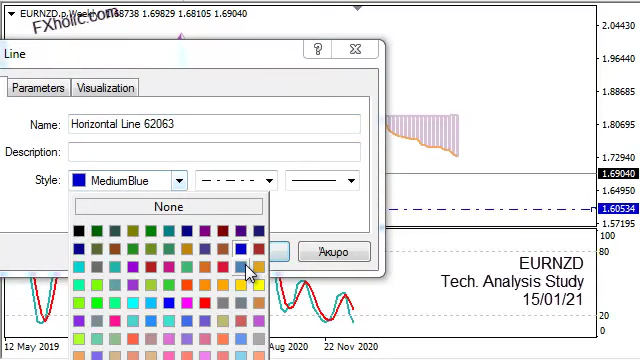 EURNZD.p,Weekly 1.68738 1.69829 1.68105 1.69040
FXholic.com
2.04430
Line
1.96450
1.88685
Parameters
Visualization
Name:
Horizontal Line 62063
1.80695
Description:
1.72940
Style:
MediumBlue
1.69040
1.64950
1.60534
None
1.57195
100
80
Άκυρο
EURNZD
Tech. Analysis Study
15/01/21
20
0
12 May 2019
Aug 2020
22 Nov 2020